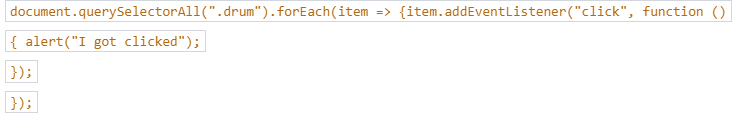 document.querySelectorAll(".drum").forEach(item => {item.addEventListener("click", function ()
{ alert("I got clicked");
});
});